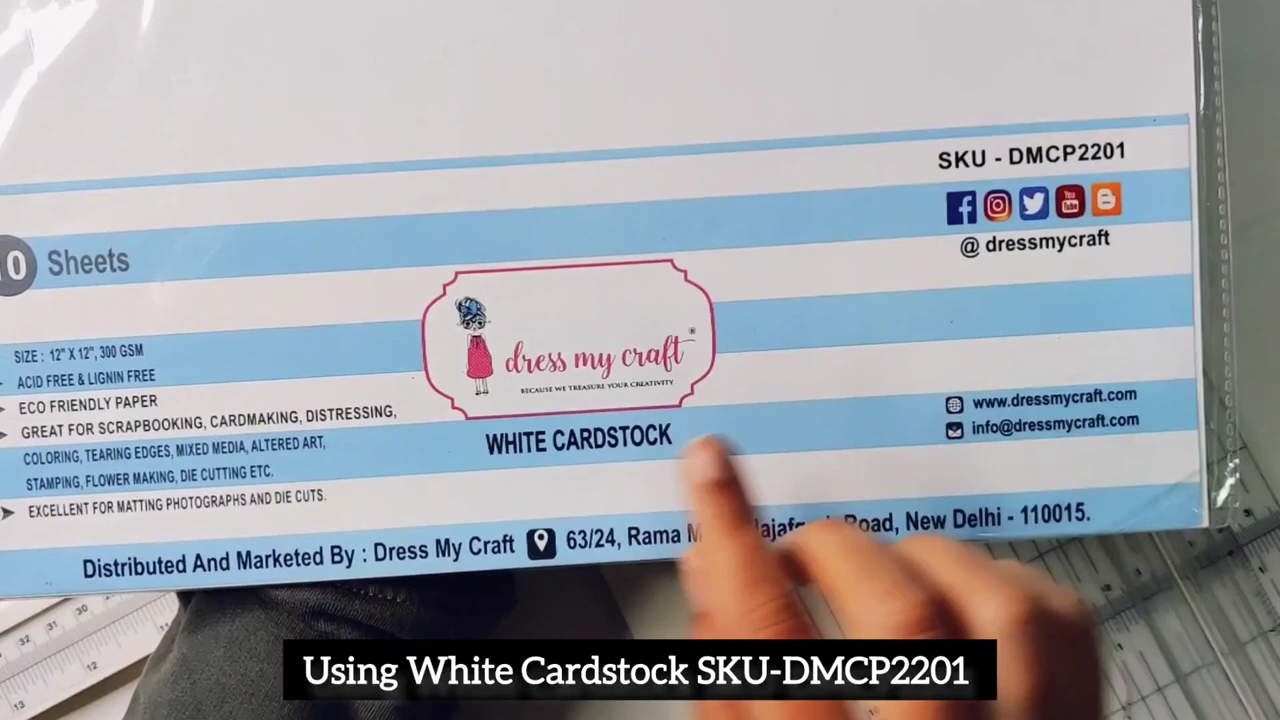 SKU - DMCP2201
Sheets
@ dressmycraft
SIZE : 12" X 12", 300 GSM
ACID FREE & LIGNIN FREE
ECO FRIENDLY PAPER
GREAT FOR SCRAPBOOKING, CARDMAKING, DISTRESSING,
COLORING, TEARING EDGES, MIXED MEDIA, ALTERED ART,
STAMPING, FLOWER MAKING, DIE CUTTING ETC.
EXCELLENT FOR MATTING PHOTOGRAPHS AND DIE CUTS.
dress my craft ®
BECAUSE WE TREASURE YOUR CREATIVITY
WHITE CARDSTOCK
www.dressmycraft.com
info@dressmycraft.com
Distributed And Marketed By : Dress My Craft 63/24, Rama Road, New Delhi - 110015.
Using White Cardstock SKU-DMCP2201